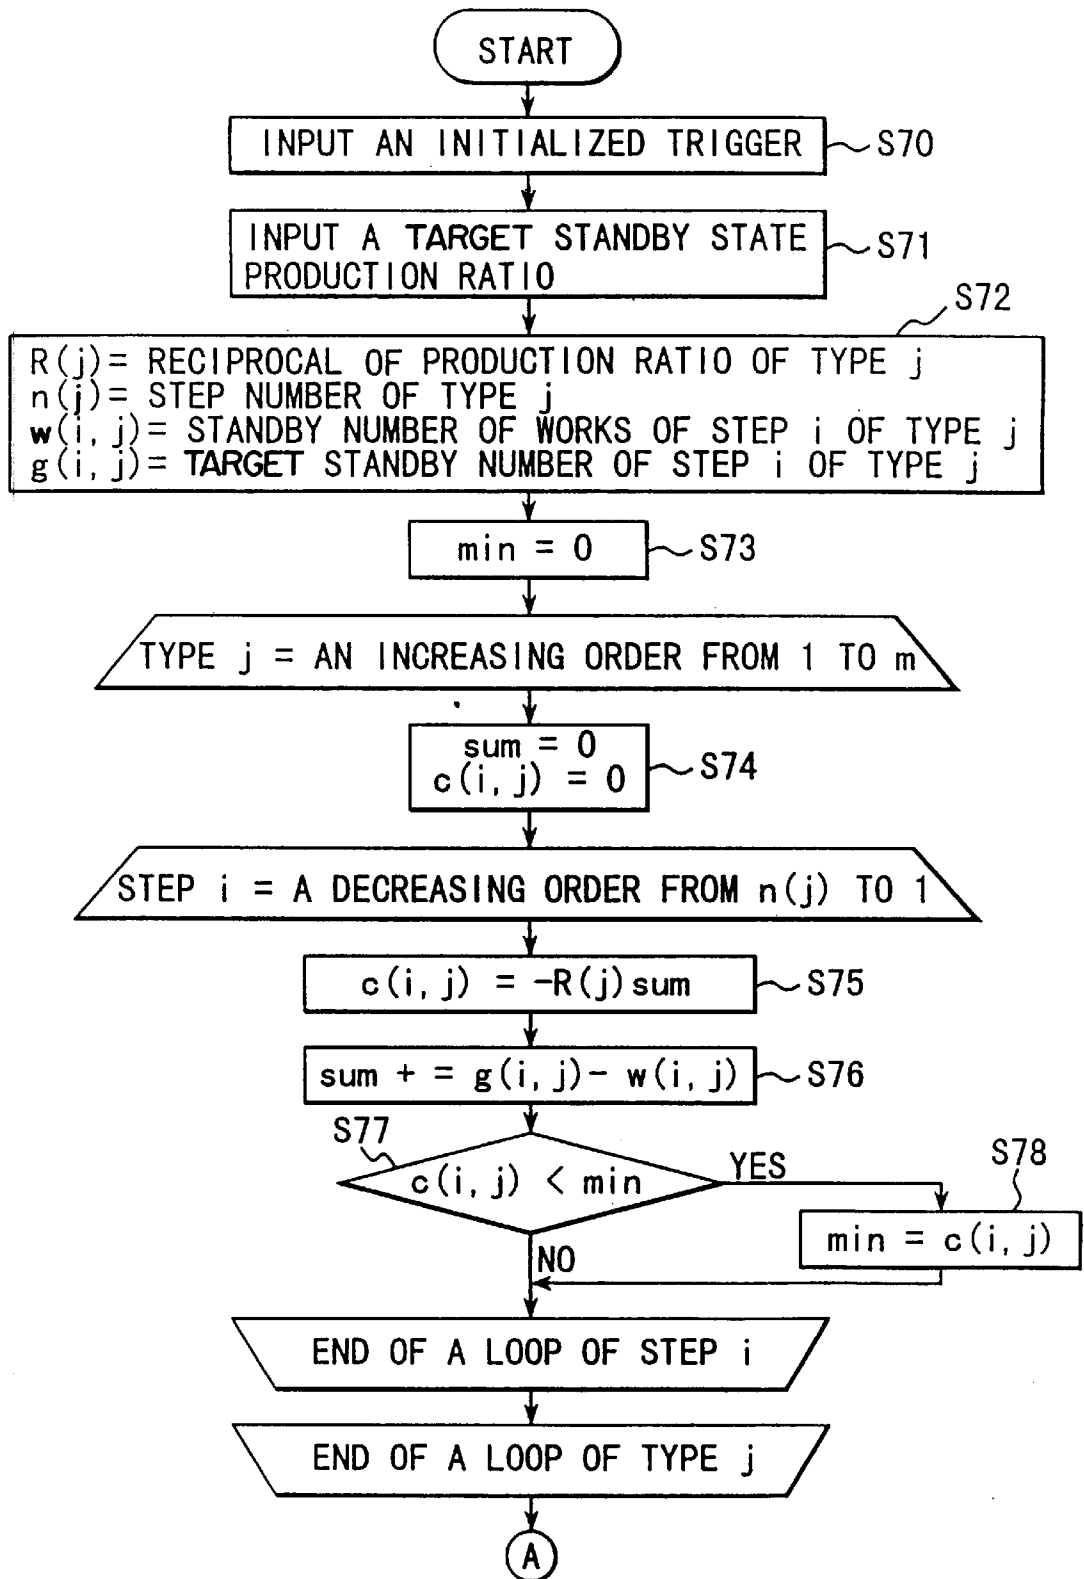 START
INPUT AN INITIALIZED TRIGGER
S70
INPUT A TARGET STANDBY STATE
PRODUCTION RATIO
S71
S72
R(j)= RECIPROCAL OF PRODUCTION RATIO OF TYPE j
n(j)= STEP NUMBER OF TYPE j
w(i, j)= STANDBY NUMBER OF WORKS OF STEP i OF TYPE j
g(i, j)= TARGET STANDBY NUMBER OF STEP i OF TYPE j
min = 0
S73
TYPE j = AN INCREASING ORDER FROM 1 TO m
sum = 0
c(i, j) = 0
S74
STEP i = A DECREASING ORDER FROM n(j) TO 1
c(i, j) = -R(j)sum
S75
sum + = g(i, j)- w(i, j)
S76
S77
c(i, j) < min
YES
S78
min = c(i, j)
NO
END OF A LOOP OF STEP i
END OF A LOOP OF TYPE j
A